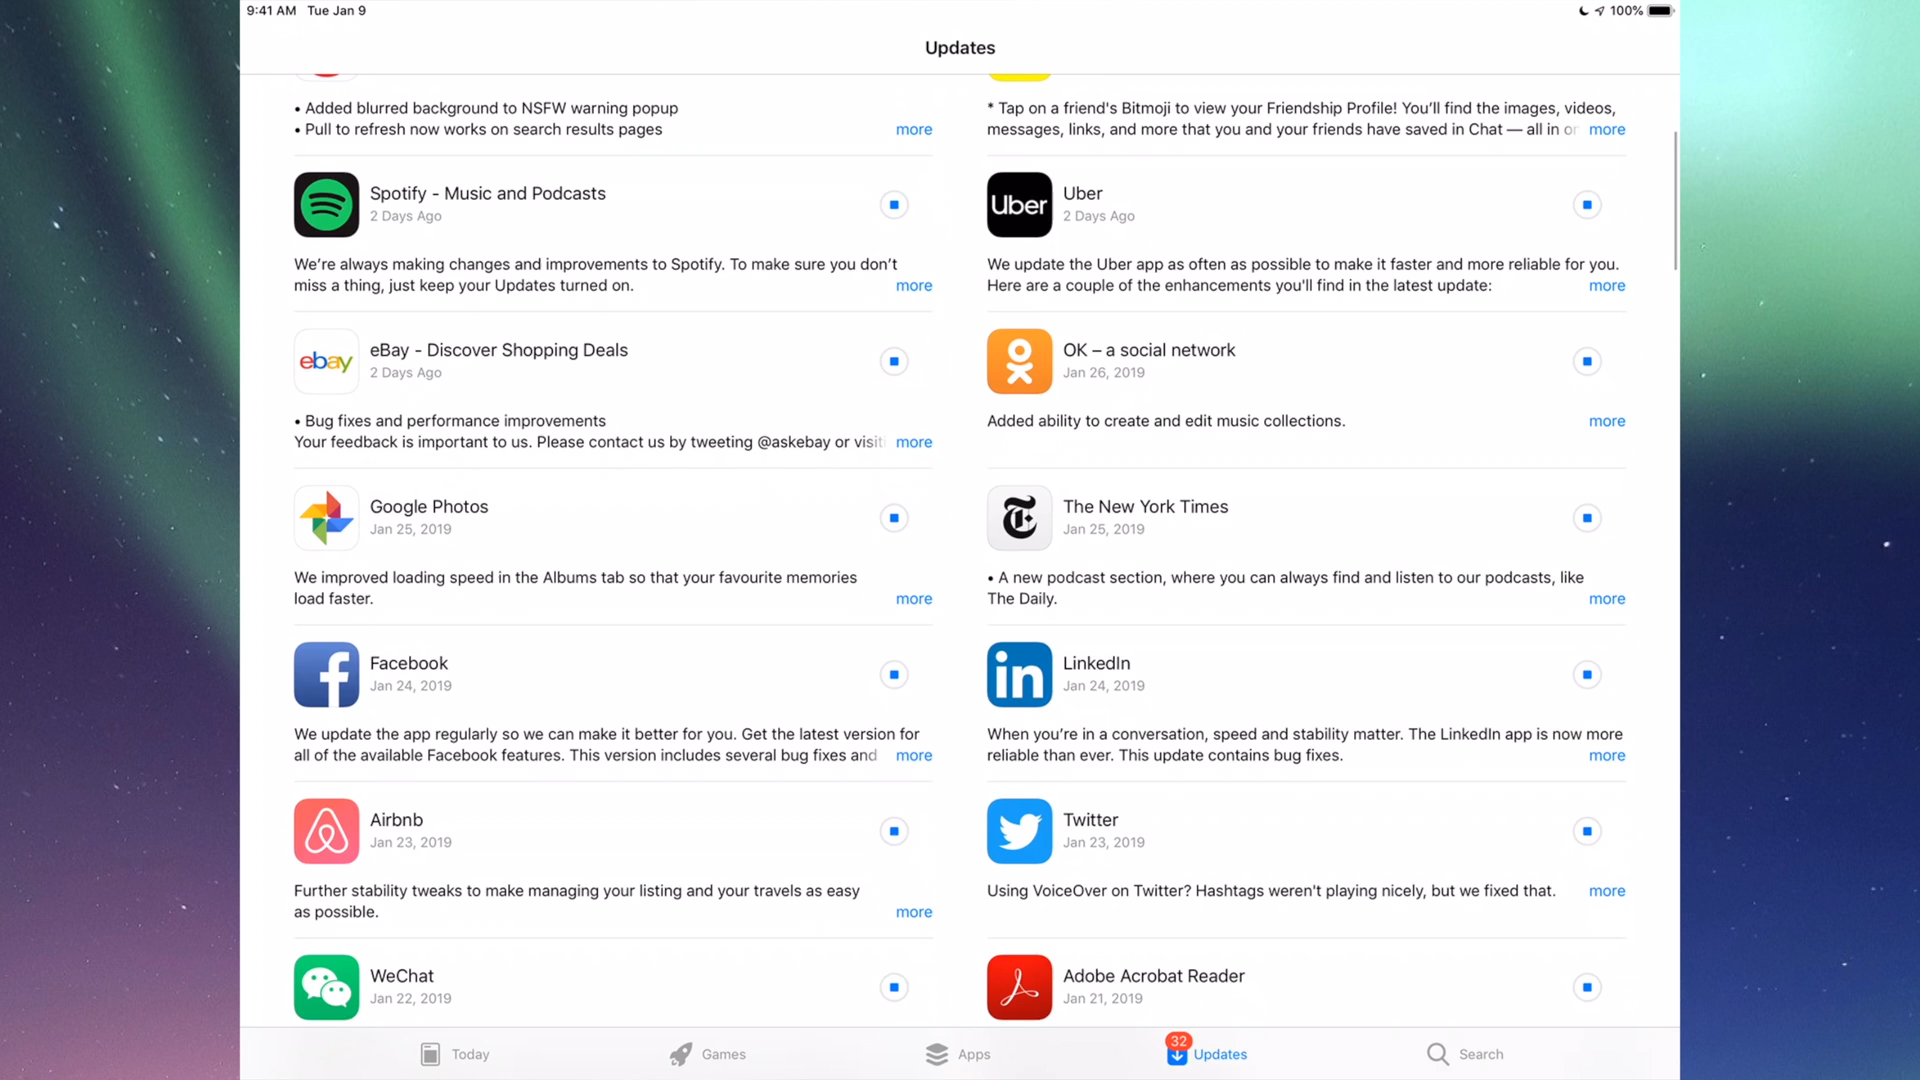 9:41 AM Tue Jan 9
100%
Updates
• Added blurred background to NSFW warning popup
• Pull to refresh now works on search results pages
more
* Tap on a friend's Bitmoji to view your Friendship Profile! You'll find the images, videos,
messages, links, and more that you and your friends have saved in Chat — all in or
more
Spotify - Music and Podcasts
2 Days Ago
We're always making changes and improvements to Spotify. To make sure you don't
miss a thing, just keep your Updates turned on.
more
Uber
Uber
2 Days Ago
We update the Uber app as often as possible to make it faster and more reliable for you.
Here are a couple of the enhancements you'll find in the latest update:
more
ebay
eBay - Discover Shopping Deals
2 Days Ago
• Bug fixes and performance improvements
Your feedback is important to us. Please contact us by tweeting @askebay or visiti
more
OK – a social network
Jan 26, 2019
Added ability to create and edit music collections.
more
Google Photos
Jan 25, 2019
We improved loading speed in the Albums tab so that your favourite memories
load faster.
more
The New York Times
Jan 25, 2019
• A new podcast section, where you can always find and listen to our podcasts, like
The Daily.
more
Facebook
Jan 24, 2019
We update the app regularly so we can make it better for you. Get the latest version for
all of the available Facebook features. This version includes several bug fixes and
more
in
LinkedIn
Jan 24, 2019
When you're in a conversation, speed and stability matter. The LinkedIn app is now more
reliable than ever. This update contains bug fixes.
more
Airbnb
Jan 23, 2019
Further stability tweaks to make managing your listing and your travels as easy
as possible.
more
Twitter
Jan 23, 2019
Using VoiceOver on Twitter? Hashtags weren't playing nicely, but we fixed that.
more
WeChat
Jan 22, 2019
Adobe Acrobat Reader
Jan 21, 2019
Today
Games
Apps
32
Updates
Search